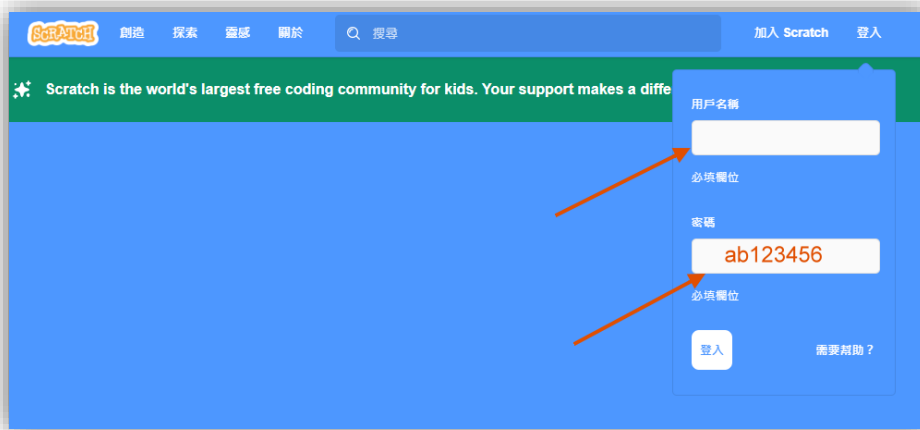 SCRATCH 創造 探索 靈感 關於 搜尋 加入 Scratch 登入
Scratch is the world's largest free coding community for kids. Your support makes a diffe
用戶名稱
必填欄位
密碼
ab123456
必填欄位
登入 需要幫助？